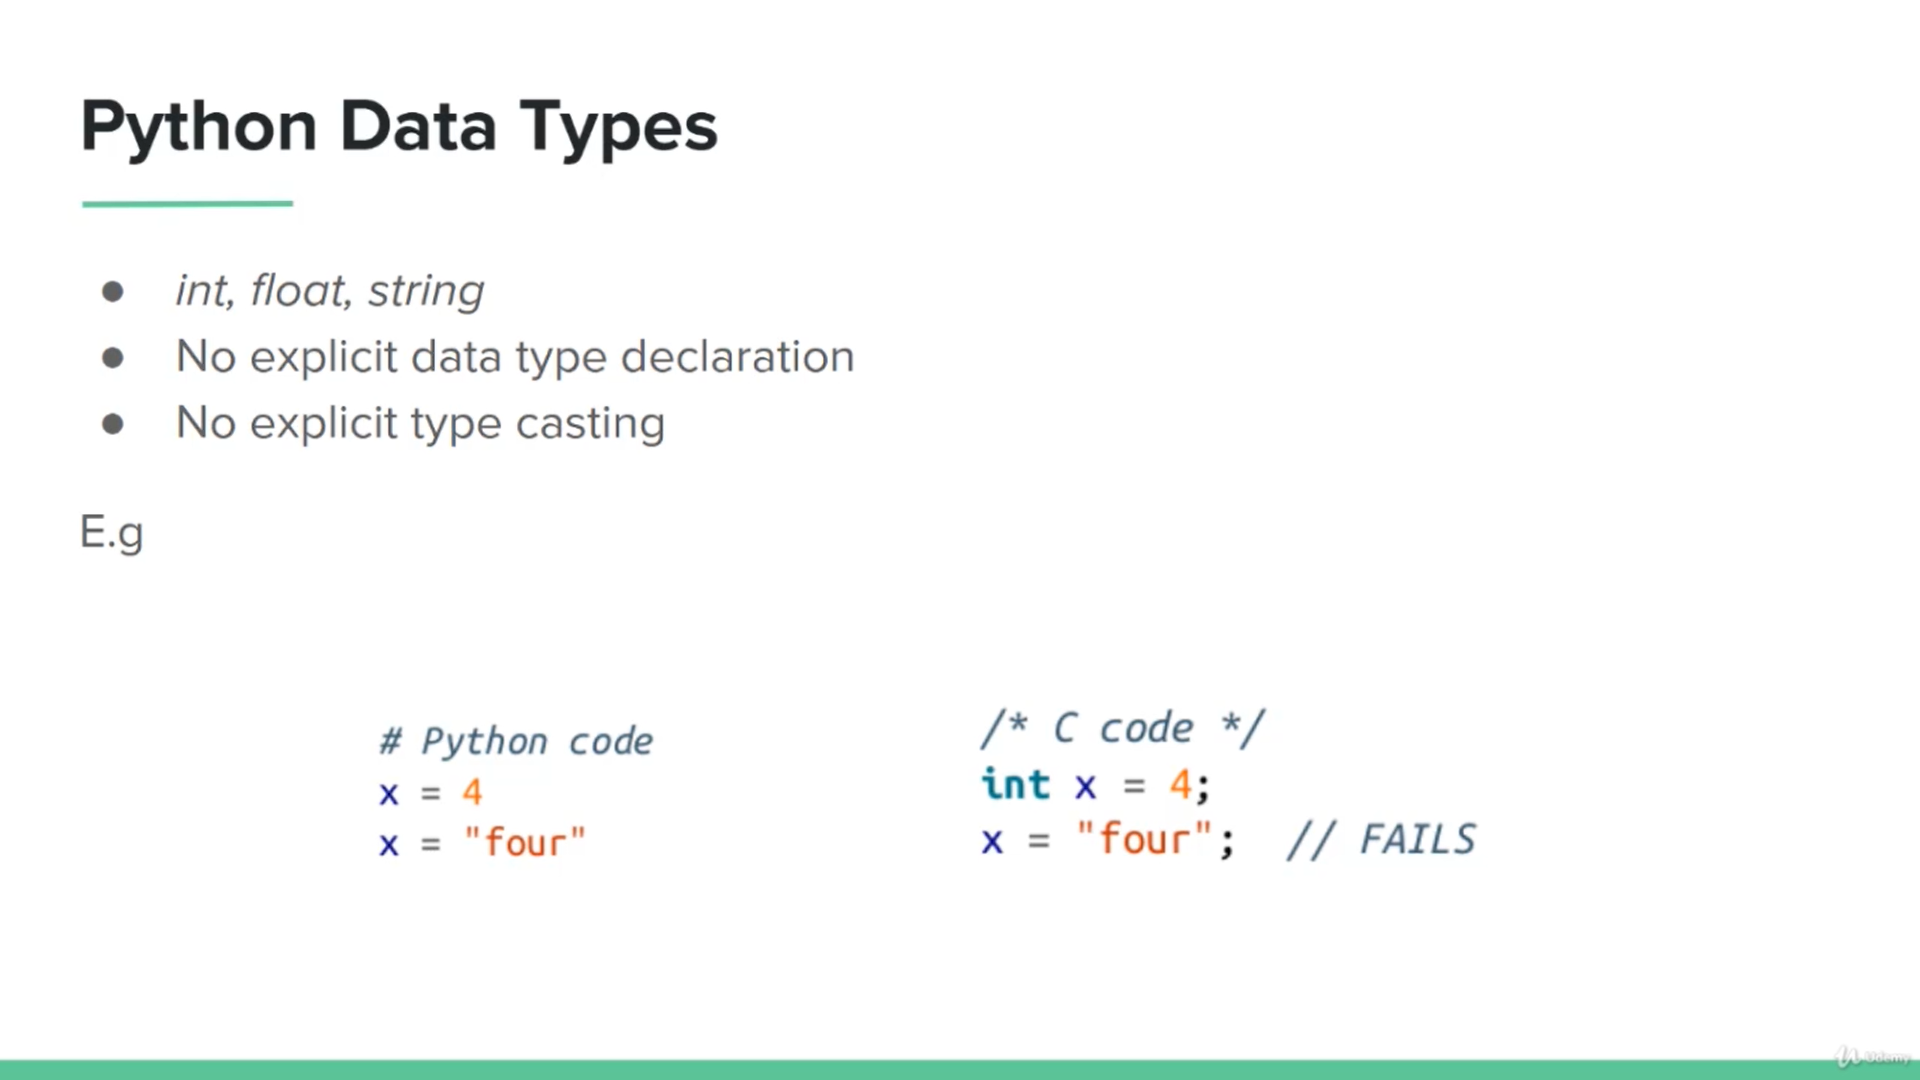 Python Data Types
● int, float, string
● No explicit data type declaration
● No explicit type casting
E.g
# Python code
x = 4
x = "four"
/* C code */
int x = 4;
x = "four"; // FAILS
Udemy